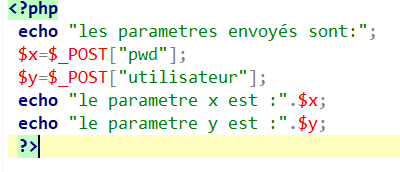 <?php
echo "les parametres envoyés sont:";
$x=$_POST["pwd"];
$y=$_POST["utilisateur"];
echo "le parametre x est :".$x;
echo "le parametre y est :".$y;
?>